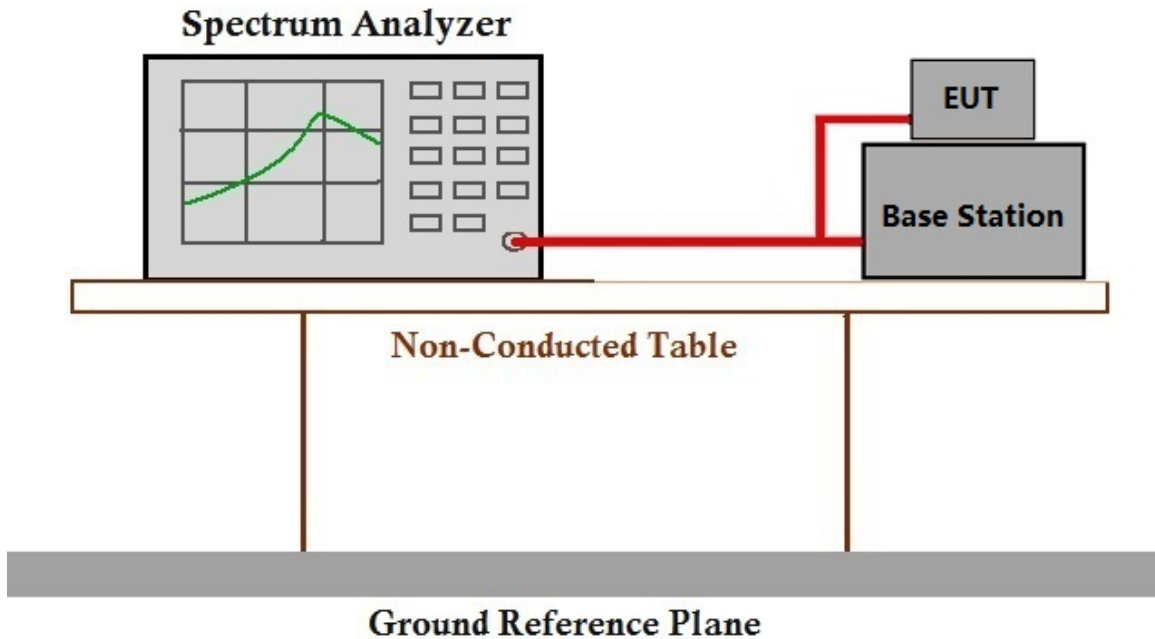 Spectrum Analyzer
EUT
Base Station
Non-Conducted Table
Ground Reference Plane